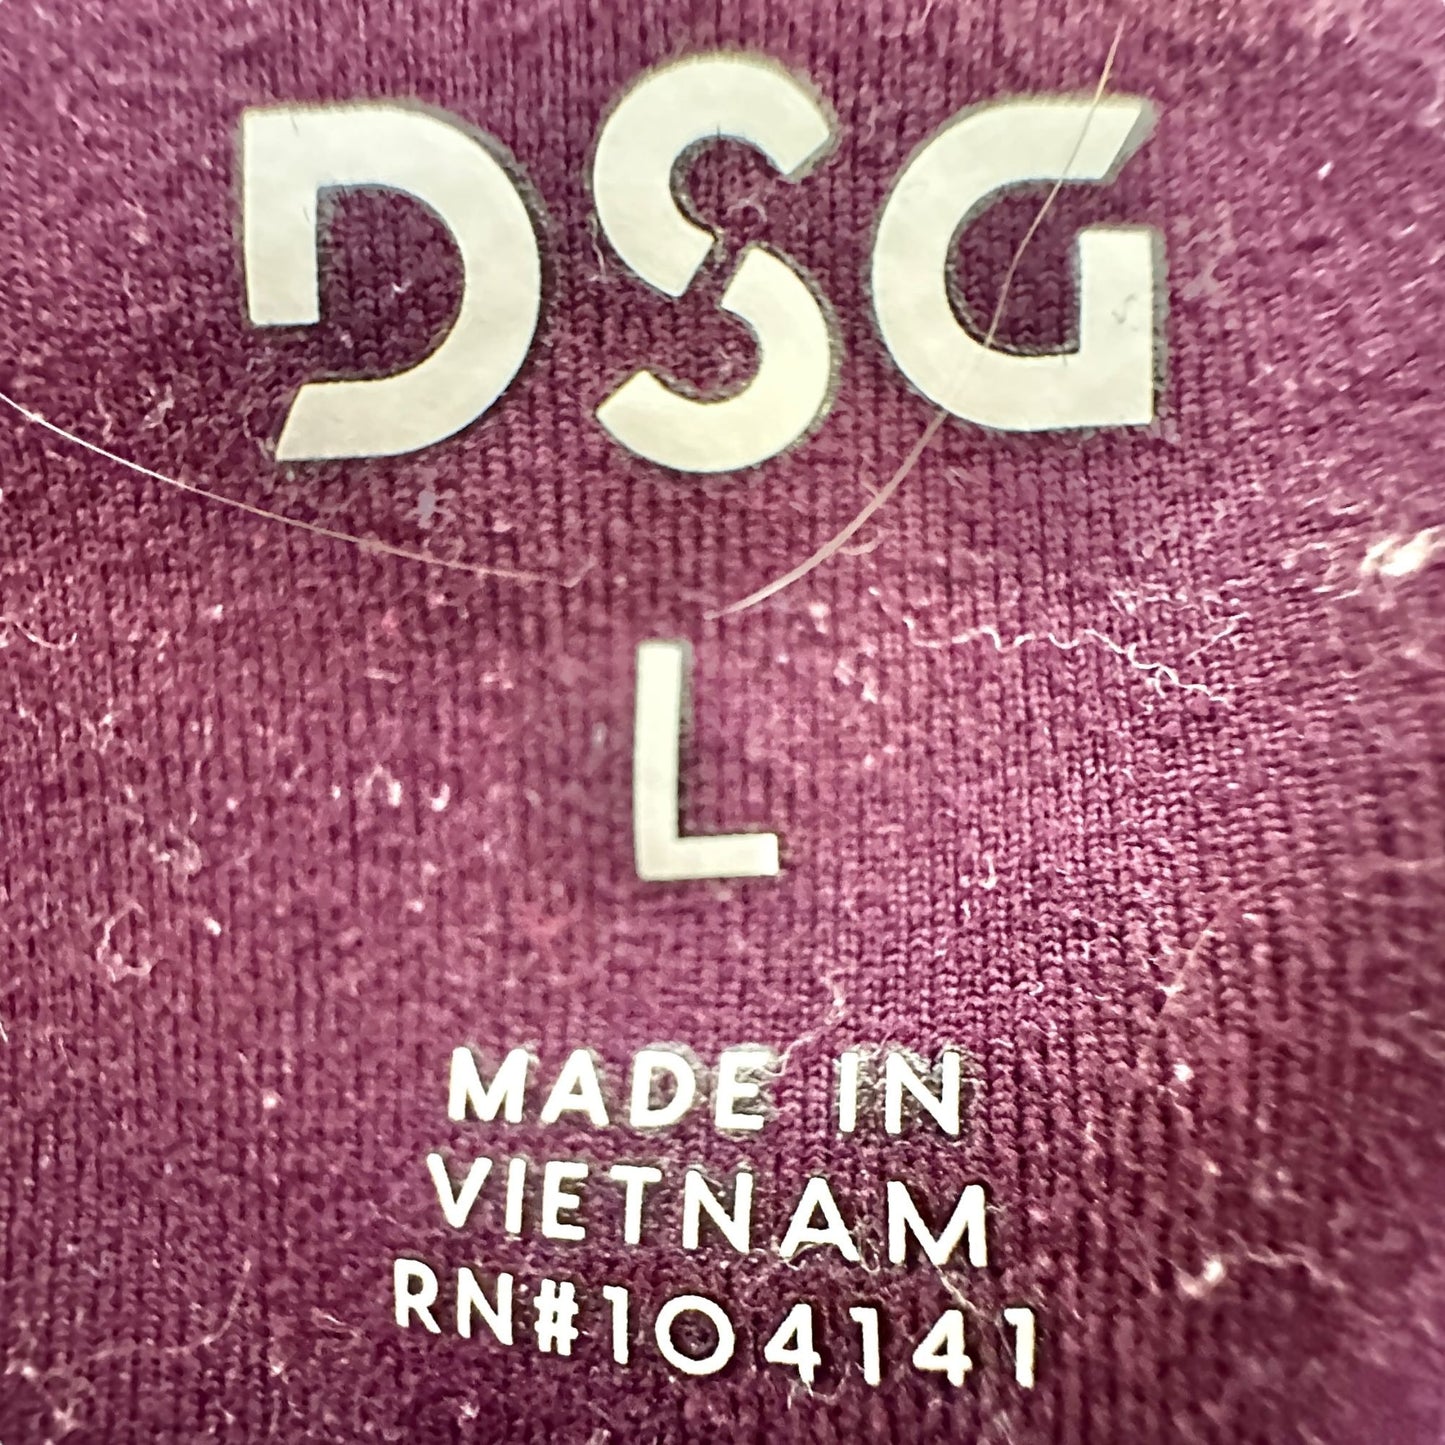 DSG
L
MADE IN
VIETNAM
RN#104141